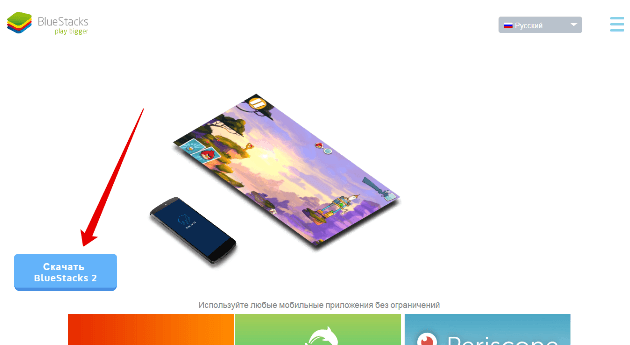 BlueStacks
play bigger
Русский
Скачать
BlueStacks 2
Используйте любые мобильные приложения без ограничений
Periscope